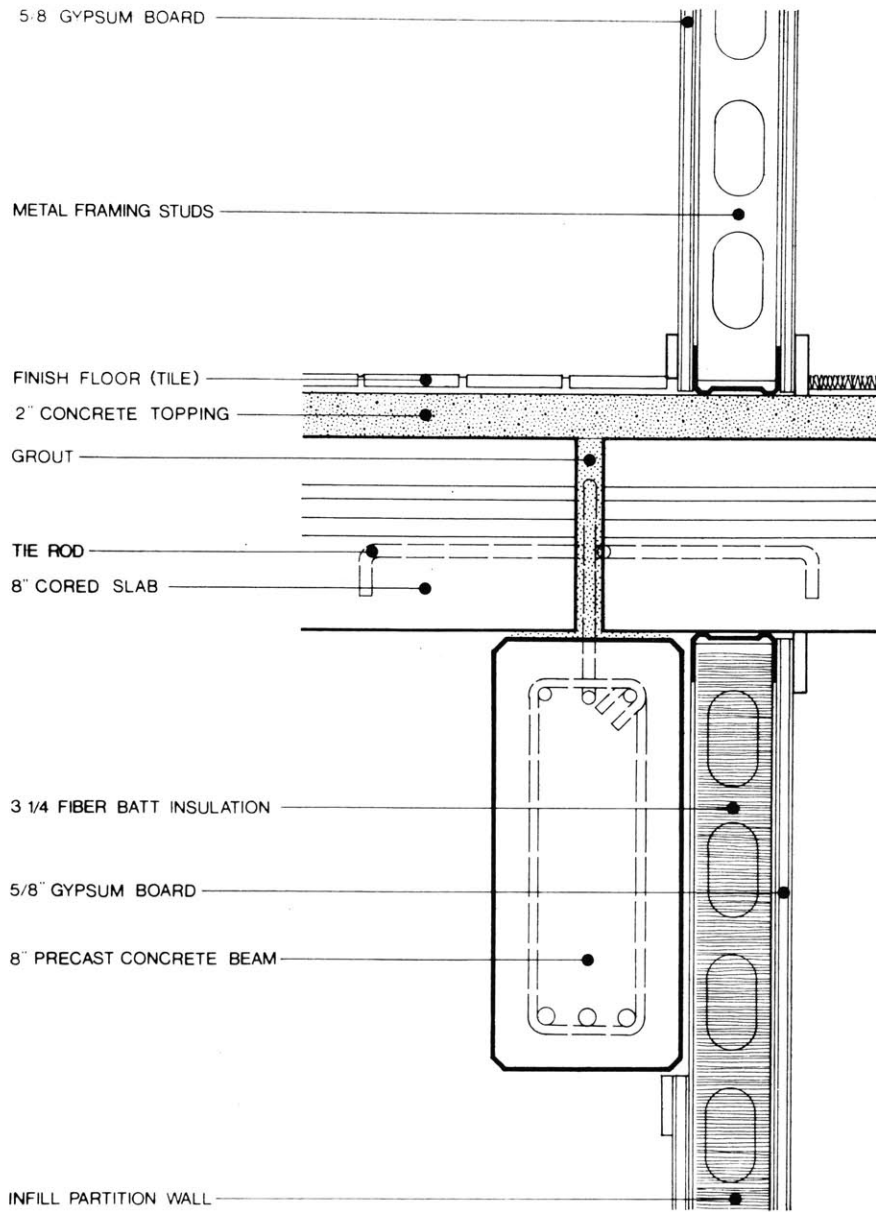 5/8 GYPSUM BOARD
METAL FRAMING STUDS
FINISH FLOOR (TILE)
2" CONCRETE TOPPING
GROUT
TIE ROD
8" CORED SLAB
3 1/4 FIBER BATT INSULATION
5/8" GYPSUM BOARD
8" PRECAST CONCRETE BEAM
INFILL PARTITION WALL